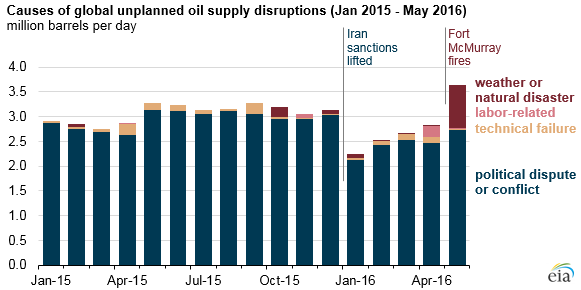 Causes of global unplanned oil supply disruptions (Jan 2015 - May 2016)
million barrels per day
Iran
sanctions
lifted
Fort
McMurray
fires
4.0
3.5
3.0
2.5
2.0
1.5
1.0
0.5
0.0
weather or
natural disaster
labor-related
technical failure
political dispute
or conflict
Jan-15
Apr-15
Jul-15
Oct-15
Jan-16
Apr-16
eia